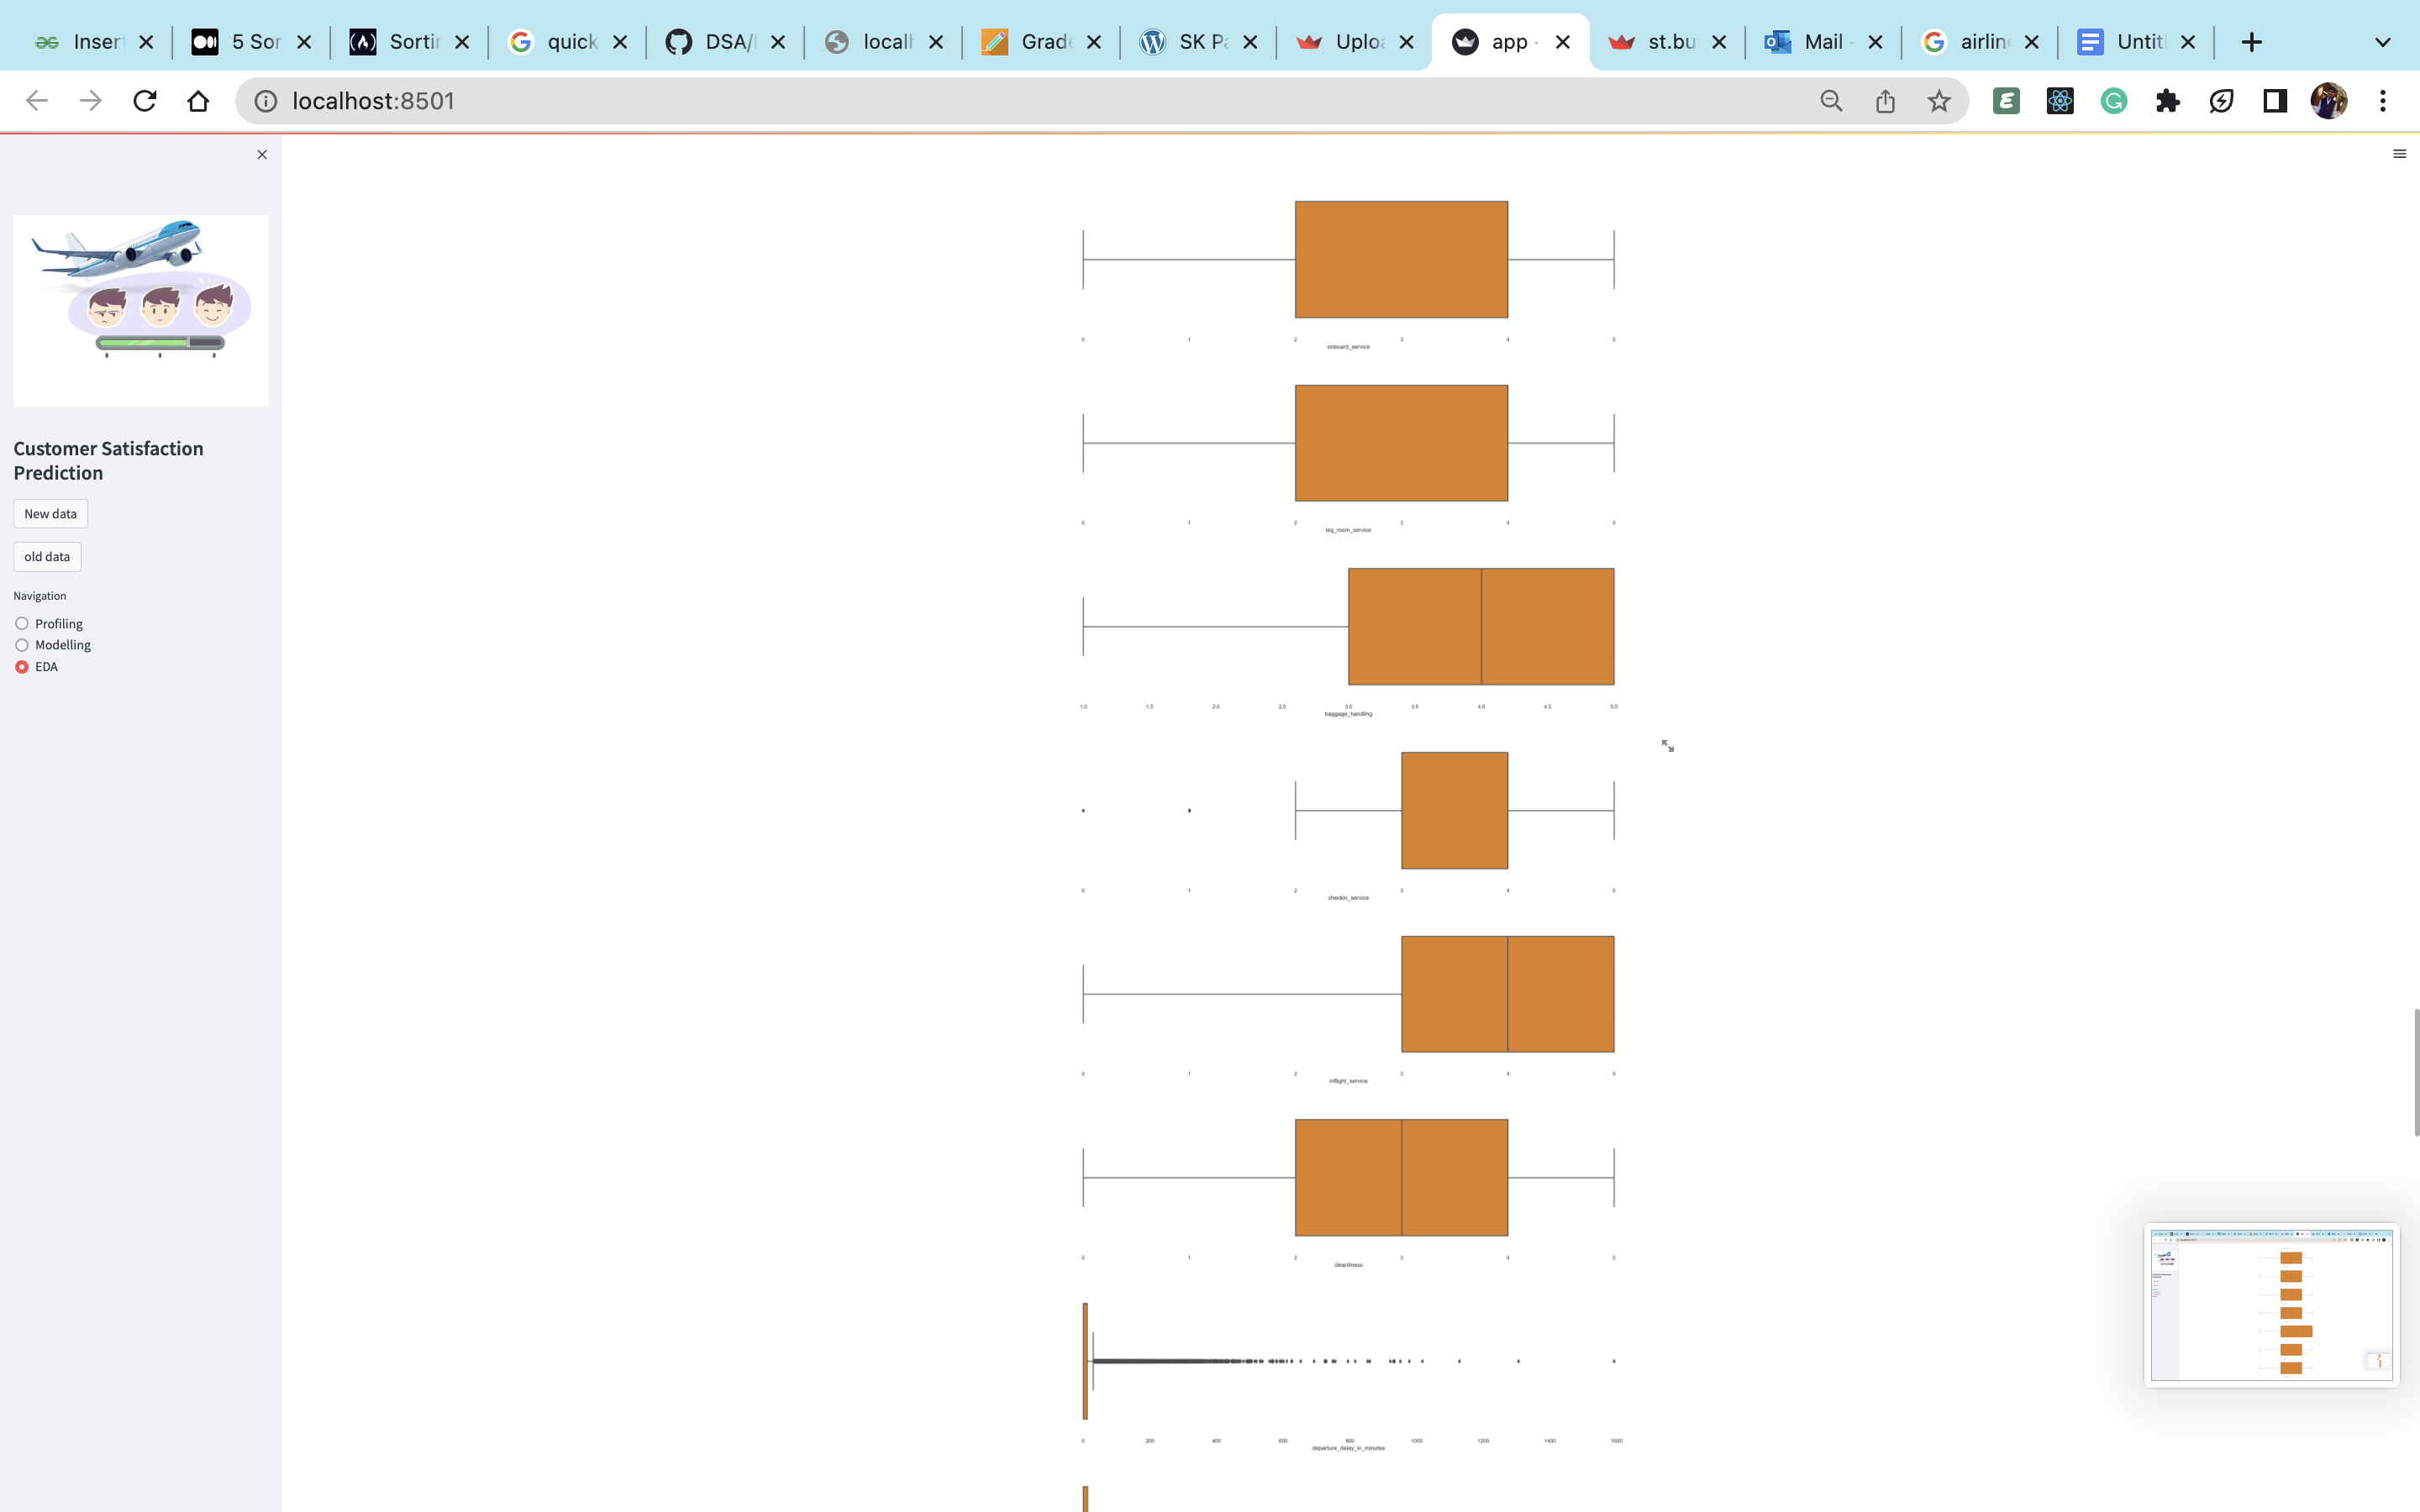 Inser
5 Sor
Sortir
quick
DSA/
localh
Grade
SK Pa
Uploa
app ·
st.bu
Mail -
airlin
Untit
localhost:8501
Customer Satisfaction
Prediction
New data
old data
Navigation
Profiling
Modelling
EDA
0 1 2 3 4 5
onboard_service
0 1 2 3 4 5
leg_room_service
1.0 1.5 2.0 2.5 3.0 3.5 4.0 4.5 5.0
baggage_handling
0 1 2 3 4 5
checkin_service
0 1 2 3 4 5
inflight_service
0 1 2 3 4 5
cleanliness
0 200 400 600 800 1000 1200 1400 1600
departure_delay_in_minutes